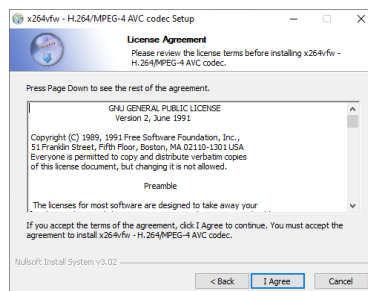 x264vfw - H.264/MPEG-4 AVC codec Setup
License Agreement
Please review the license terms before installing x264vfw -
H.264/MPEG-4 AVC codec.
Press Page Down to see the rest of the agreement.
GNU GENERAL PUBLIC LICENSE
Version 2, June 1991
Copyright (C) 1989, 1991 Free Software Foundation, Inc.,
51 Franklin Street, Fifth Floor, Boston, MA 02110-1301 USA
Everyone is permitted to copy and distribute verbatim copies
of this license document, but changing it is not allowed.
Preamble
The licenses for most software are designed to take away your
If you accept the terms of the agreement, click I Agree to continue. You must accept the
agreement to install x264vfw - H.264/MPEG-4 AVC codec.
Nullsoft Install System v3.02
< Back
I Agree
Cancel